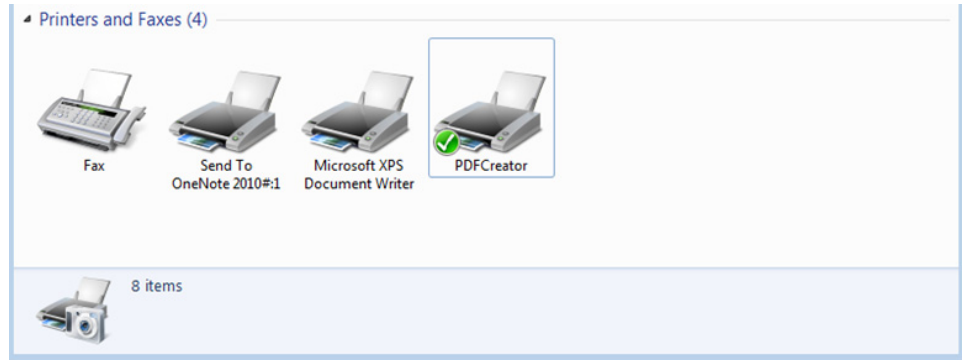 Printers and Faxes (4)
Fax
Send To
OneNote 2010#:1
Microsoft XPS
Document Writer
PDFCreator
8 items